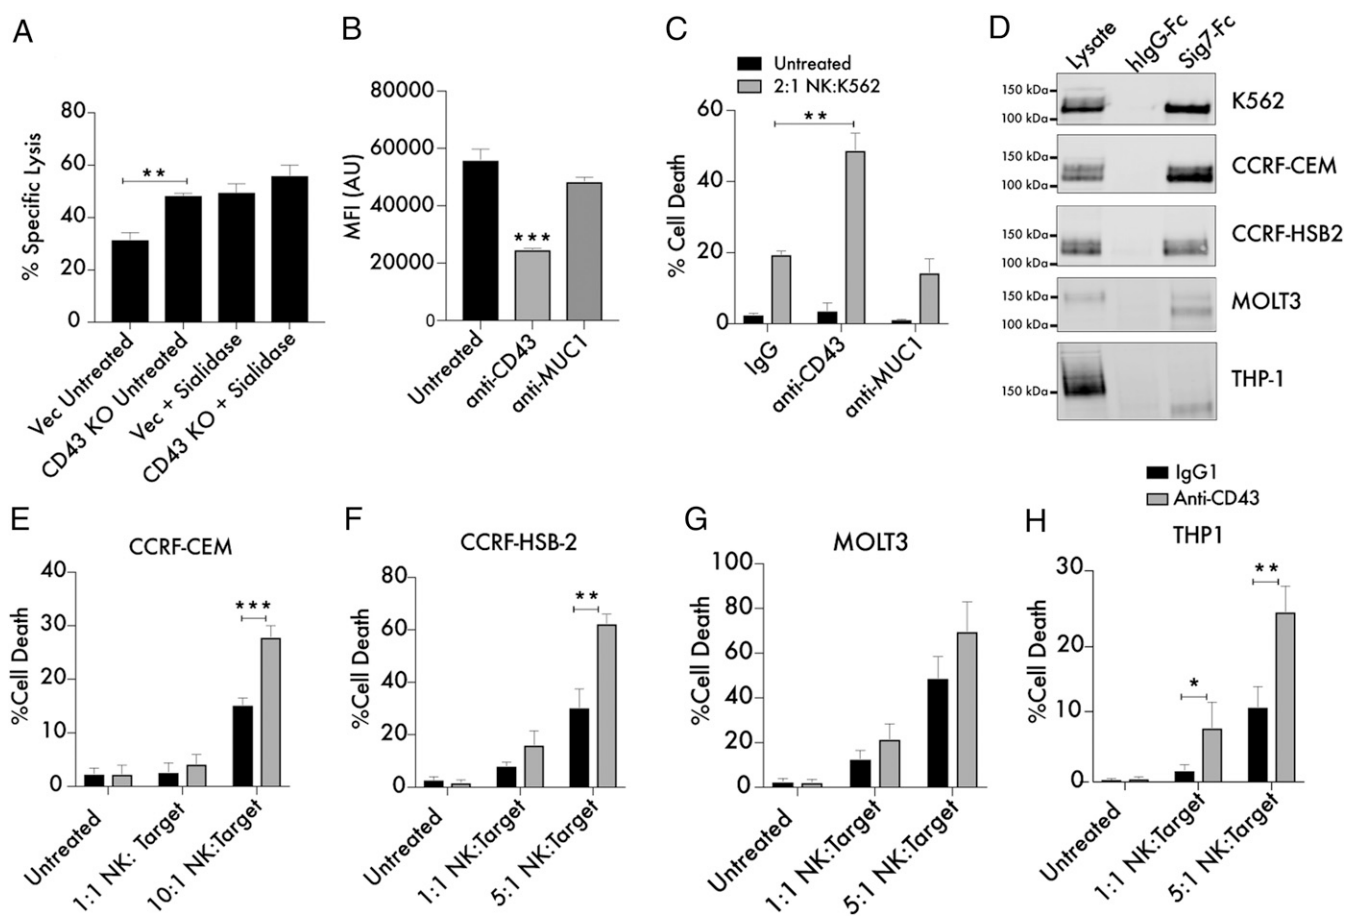 A
80
60
40
20
0
% Specific Lysis
**
Vec Untreated
CD43 KO Untreated
Vec + Sialidase
CD43 KO + Sialidase
B
80000
60000
40000
20000
0
MFI (AU)
***
Untreated
anti-CD43
anti-MUC1
C
Untreated
2:1 NK:K562
60
40
20
0
% Cell Death
**
IgG
anti-CD43
anti-MUC1
D
Lysate
hIgG-Fc
Sig7-Fc
150 kDa
100 kDa
K562
150 kDa
100 kDa
CCRF-CEM
150 kDa
100 kDa
CCRF-HSB2
150 kDa
100 kDa
MOLT3
150 kDa
THP-1
IgG1
Anti-CD43
E
CCRF-CEM
40
30
20
10
0
%Cell Death
***
Untreated
1:1 NK: Target
10:1 NK:Target
F
CCRF-HSB-2
80
60
40
20
0
%Cell Death
**
Untreated
1:1 NK:Target
5:1 NK:Target
G
MOLT3
100
80
60
40
20
0
%Cell Death
Untreated
1:1 NK:Target
5:1 NK:Target
H
THP1
30
20
10
0
%Cell Death
*
**
Untreated
1:1 NK:Target
5:1 NK:Target